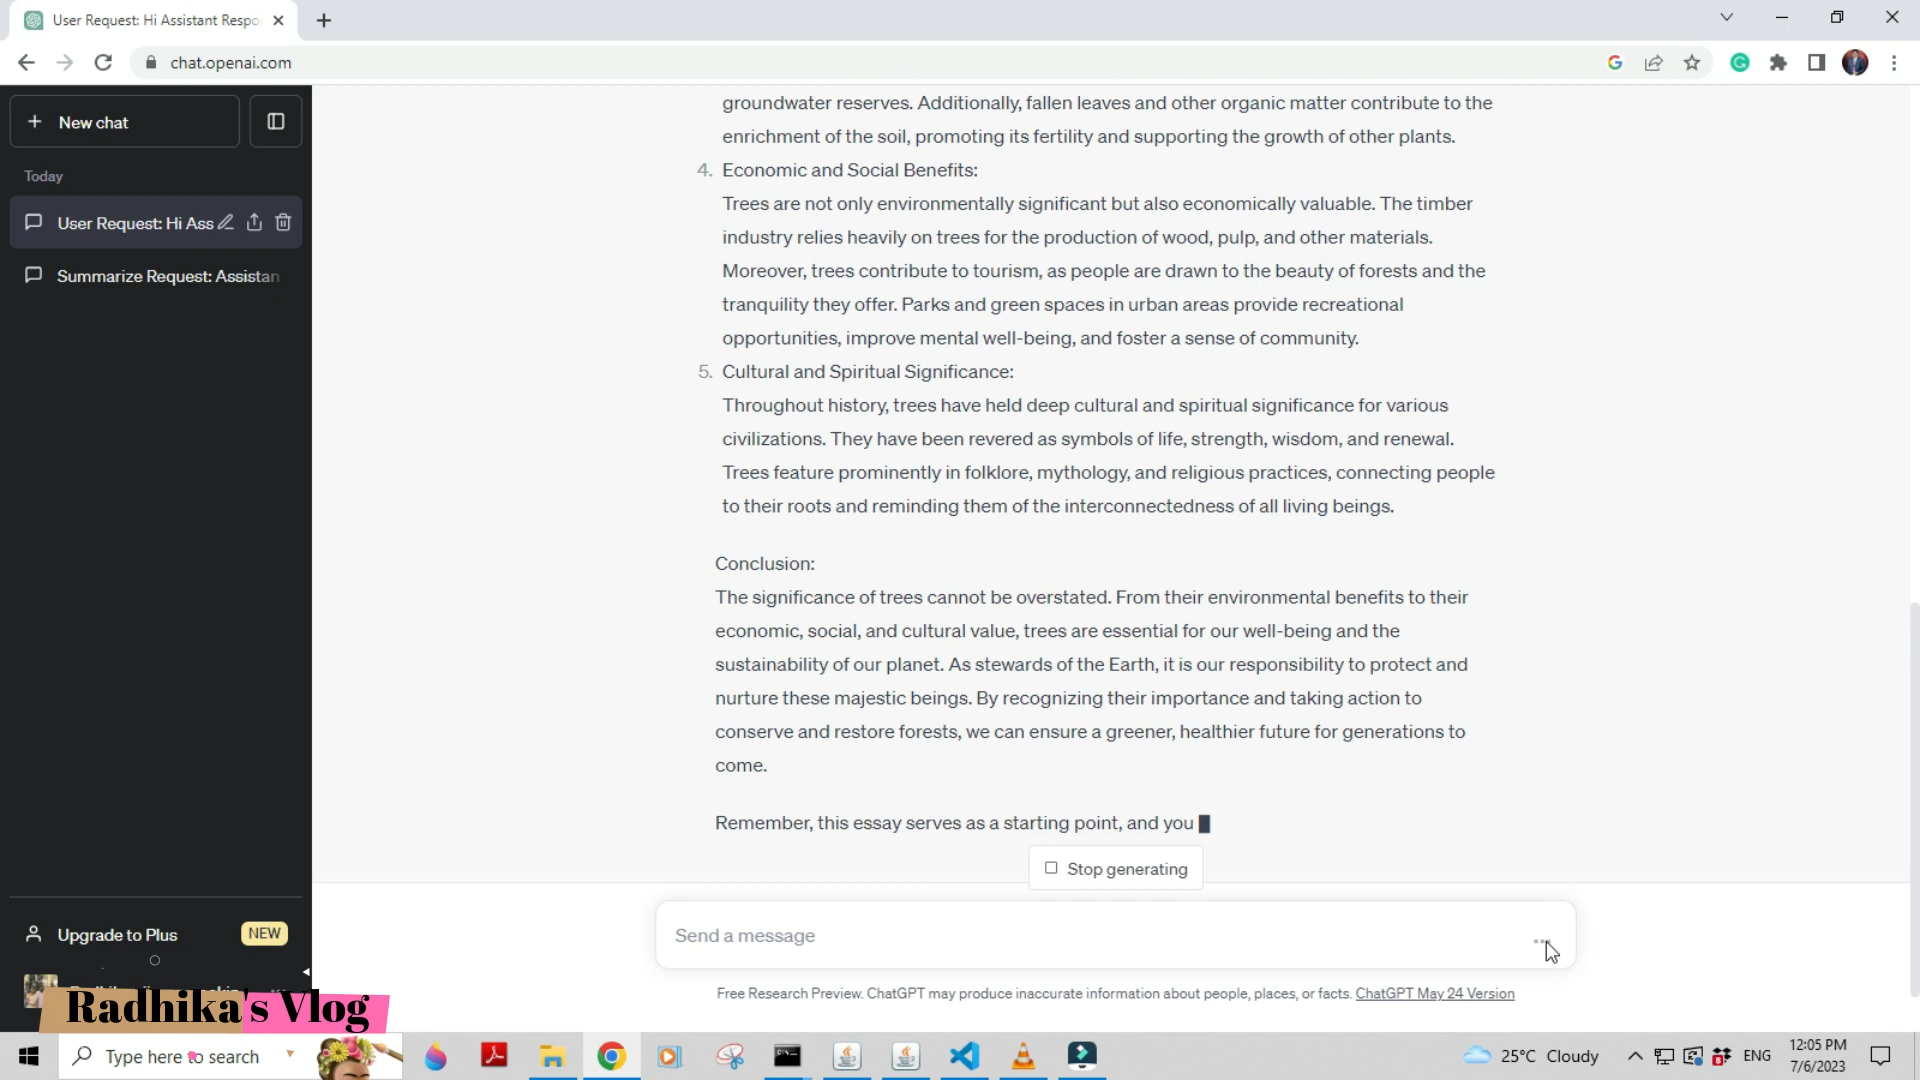 User Request: Hi Assistant Respo
chat.openai.com
New chat
Today
User Request: Hi Ass
Summarize Request: Assistan
groundwater reserves. Additionally, fallen leaves and other organic matter contribute to the
enrichment of the soil, promoting its fertility and supporting the growth of other plants.
4. Economic and Social Benefits:
Trees are not only environmentally significant but also economically valuable. The timber
industry relies heavily on trees for the production of wood, pulp, and other materials.
Moreover, trees contribute to tourism, as people are drawn to the beauty of forests and the
tranquility they offer. Parks and green spaces in urban areas provide recreational
opportunities, improve mental well-being, and foster a sense of community.
5. Cultural and Spiritual Significance:
Throughout history, trees have held deep cultural and spiritual significance for various
civilizations. They have been revered as symbols of life, strength, wisdom, and renewal.
Trees feature prominently in folklore, mythology, and religious practices, connecting people
to their roots and reminding them of the interconnectedness of all living beings.
Conclusion:
The significance of trees cannot be overstated. From their environmental benefits to their
economic, social, and cultural value, trees are essential for our well-being and the
sustainability of our planet. As stewards of the Earth, it is our responsibility to protect and
nurture these majestic beings. By recognizing their importance and taking action to
conserve and restore forests, we can ensure a greener, healthier future for generations to
come.
Remember, this essay serves as a starting point, and you
Stop generating
Send a message
Free Research Preview. ChatGPT may produce inaccurate information about people, places, or facts. ChatGPT May 24 Version
Upgrade to Plus NEW
Radhika's Vlog
Type here to search
25°C Cloudy
ENG
12:05 PM
7/6/2023